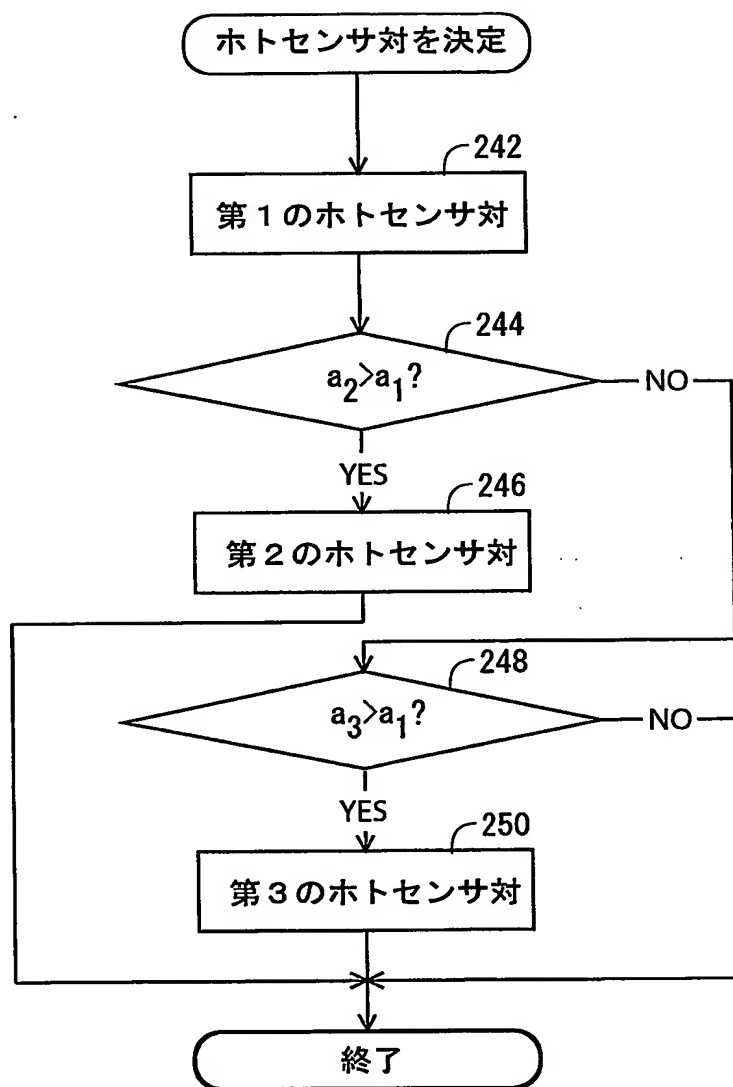 ホトセンサ対を決定
242
第1のホトセンサ対
244
a₂>a₁?
NO
YES
246
第2のホトセンサ対
248
a₃>a₁?
NO
YES
250
第3のホトセンサ対
終了